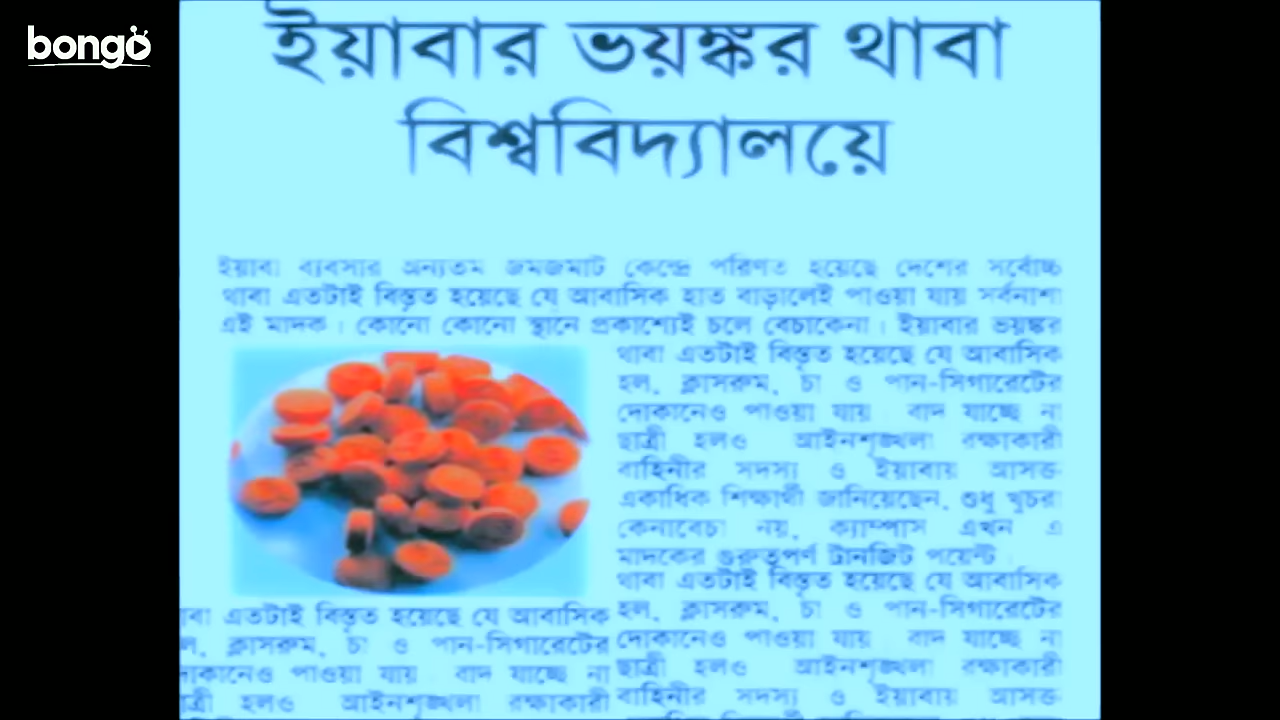 bongo
ইয়াবার ভয়ঙ্কর থাবা
বিশ্ববিদ্যালয়ে
ইয়াবা ব্যবসার অন্যতম জমজমাট কেন্দ্রে পরিণত হয়েছে দেশের সর্বোচ্চ
থাবা এতটাই বিস্তৃত হয়েছে যে আবাসিক হাত বাড়ালেই পাওয়া যায় সর্বনাশা
এই মাদক। কোনো কোনো স্থানে প্রকাশ্যেই চলে বেচাকেনা। ইয়াবার ভয়ঙ্কর
থাবা এতটাই বিস্তৃত হয়েছে যে আবাসিক
হল, ক্লাসরুম, চা ও পান-সিগারেটের
দোকানেও পাওয়া যায়। বাদ যাচ্ছে না
ছাত্রী হলও আইনশৃঙ্খলা রক্ষাকারী
বাহিনীর সদস্য ও ইয়াবায় আসক্ত
একাধিক শিক্ষার্থী জানিয়েছেন, শুধু খুচরা
কেনাবেচা নয়, ক্যাম্পাস এখন এ
মাদকের গুরুত্বপূর্ণ ট্রানজিট পয়েন্ট
থাবা এতটাই বিস্তৃত হয়েছে যে আবাসিক
হল, ক্লাসরুম, চা ও পান-সিগারেটের
দোকানেও পাওয়া যায়। বাদ যাচ্ছে না
ছাত্রী হলও আইনশৃঙ্খলা রক্ষাকারী
বাহিনীর সদস্য ও ইয়াবায় আসক্ত
াবা এতটাই বিস্তৃত হয়েছে যে আবাসিক
ল, ক্লাসরুম, চা ও পান-সিগারেটের
দোকানেও পাওয়া যায়। বাদ যাচ্ছে না
ত্রী হলও আইনশৃঙ্খলা রক্ষাকারী